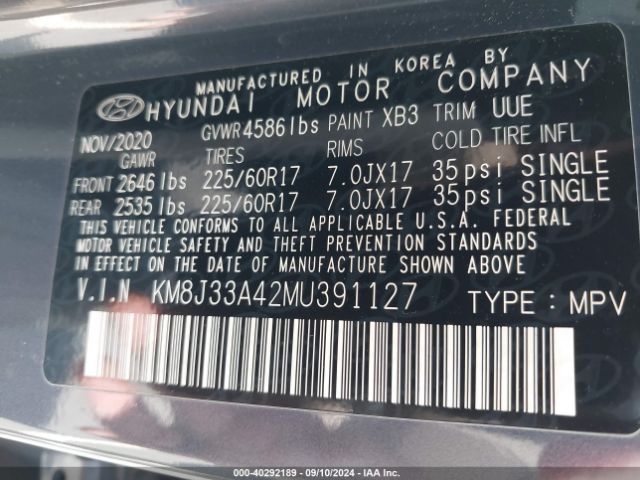 MANUFACTURED IN KOREA BY
HYUNDAI MOTOR COMPANY
NOV/2020 GVWR 4586lbs PAINT XB3 TRIM UUE
GAWR TIRES RIMS COLD TIRE INFL
FRONT 2646 lbs 225/60R17 7.0JX17 35psi SINGLE
REAR 2535 lbs 225/60R17 7.0JX17 35psi SINGLE
THIS VEHICLE CONFORMS TO ALL APPLICABLE U.S.A. FEDERAL
MOTOR VEHICLE SAFETY AND THEFT PREVENTION STANDARDS
IN EFFECT ON THE DATE OF MANUFACTURE SHOWN ABOVE
V.I.N KM8J33A42MU391127 TYPE : MPV
000-40292189 - 09/10/2024 - IAA, Inc.